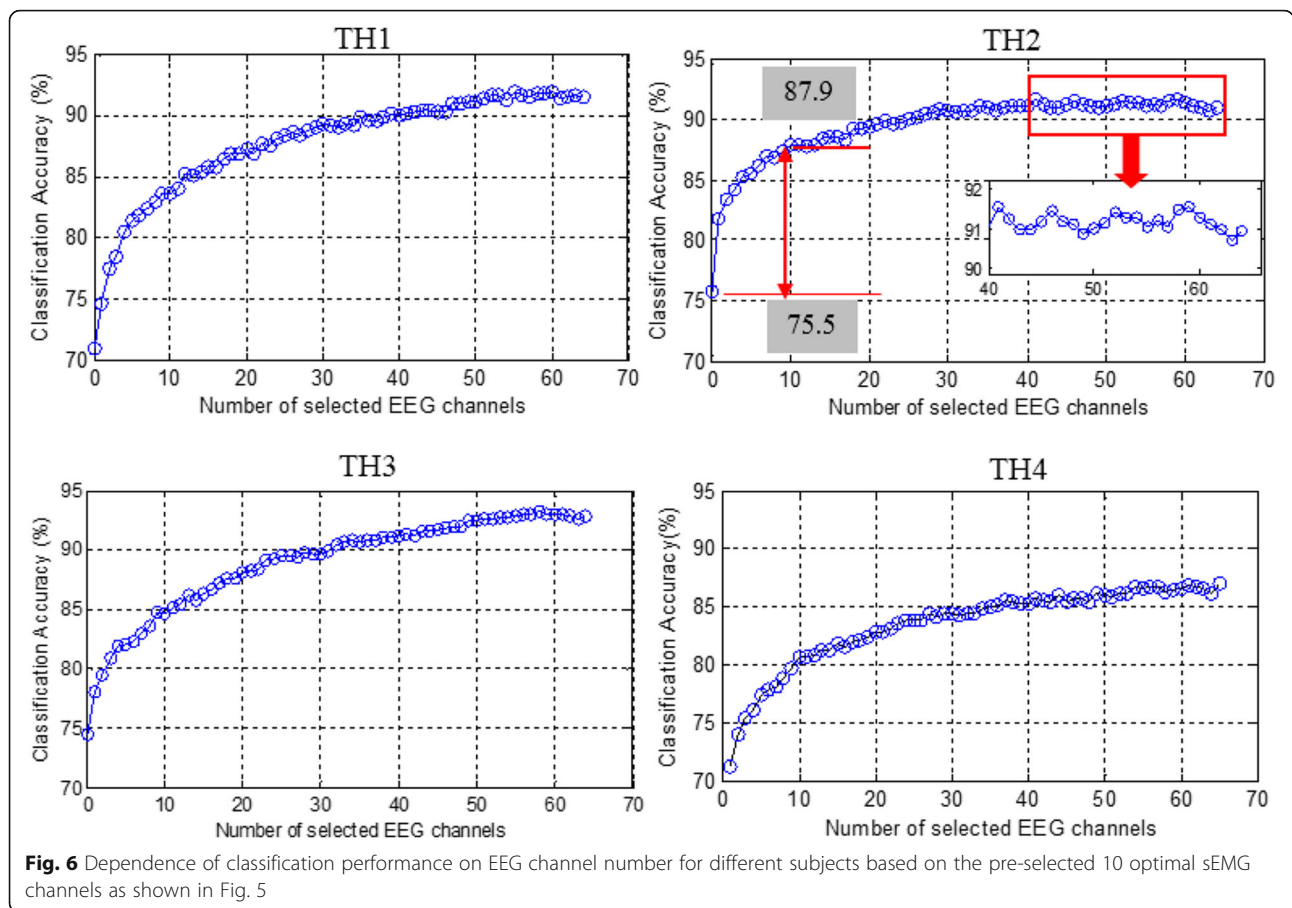 TH1
Classification Accuracy (%)
95
90
85
80
75
70
0 10 20 30 40 50 60 70
Number of selected EEG channels
TH2
Classification Accuracy (%)
95
90
85
80
75
70
87.9
75.5
92
91
90
40 50 60
0 10 20 30 40 50 60 70
Number of selected EEG channels
TH3
Classification Accuracy (%)
95
90
85
80
75
70
0 10 20 30 40 50 60 70
Number of selected EEG channels
TH4
Classification Accuracy(%)
95
90
85
80
75
70
0 10 20 30 40 50 60 70
Number of selected EEG channels
Fig. 6 Dependence of classification performance on EEG channel number for different subjects based on the pre-selected 10 optimal sEMG
channels as shown in Fig. 5